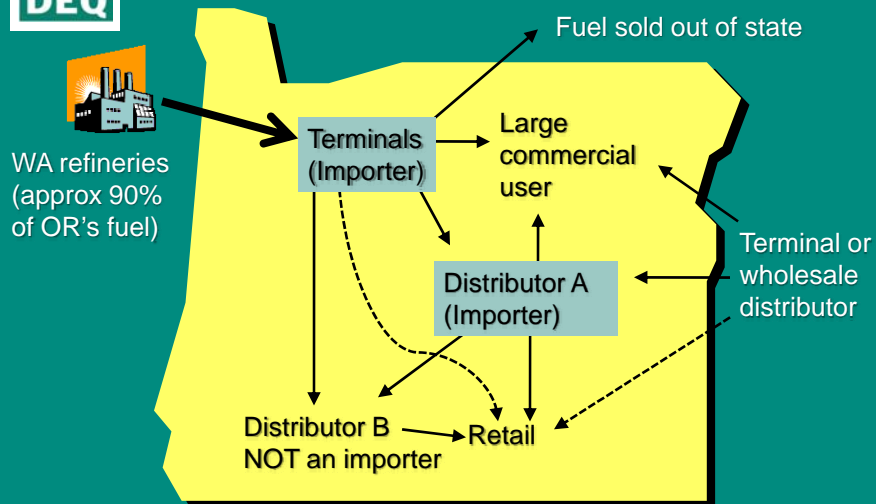 DEQ
Fuel sold out of state
WA refineries
(approx 90%
of OR's fuel)
Terminals
(Importer)
Large
commercial
user
Terminal or
wholesale
distributor
Distributor A
(Importer)
Distributor B
NOT an importer
Retail